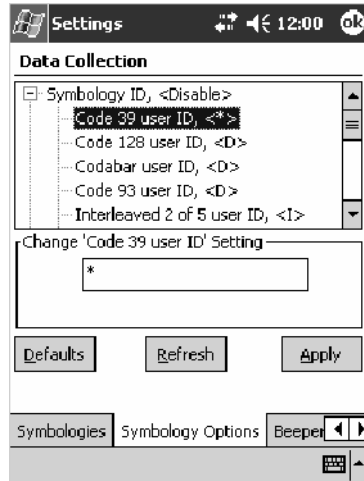 Settings 12:00 ok
Data Collection
Symbology ID, <Disable>
Code 39 user ID, <*>
Code 128 user ID, <D>
Codabar user ID, <D>
Code 93 user ID, <D>
Interleaved 2 of 5 user ID, <I>
Change 'Code 39 user ID' Setting
*
Defaults Refresh Apply
Symbologies Symbology Options Beeper